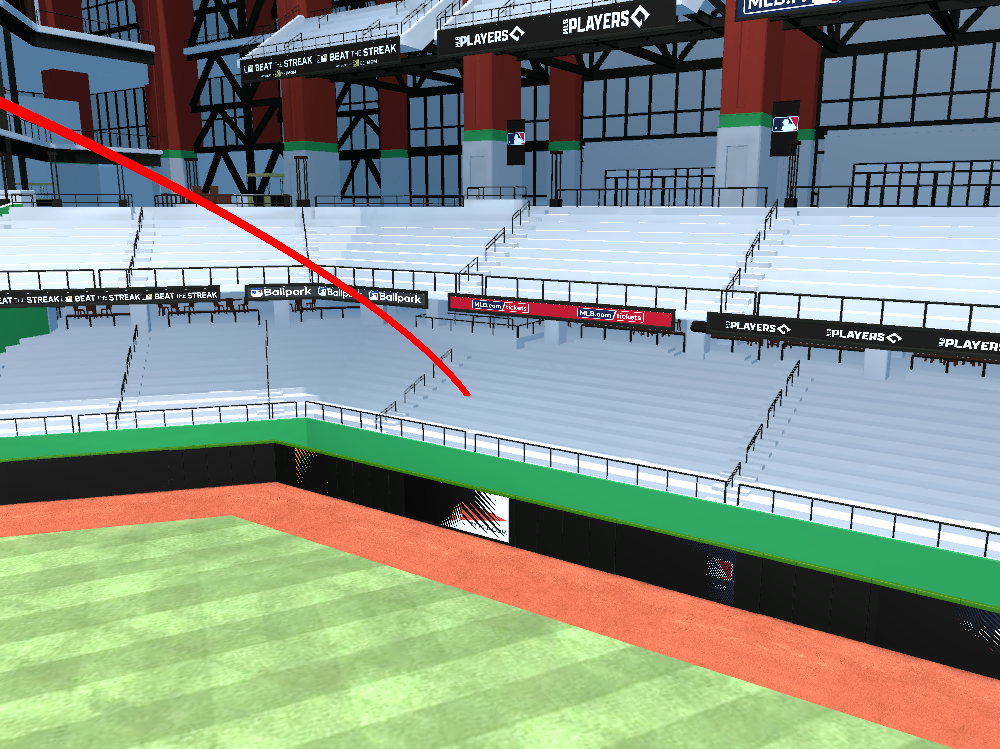 MLB PLAYERS MLB PLAYERS
BEAT THE STREAK BEAT THE STREAK
BEAT THE STREAK BEAT THE STREAK BEAT THE STREAK
Ballpark Ballpark Ballpark
MLB.com/tickets MLB.com/tickets
PLAYERS PLAYERS PLAYERS